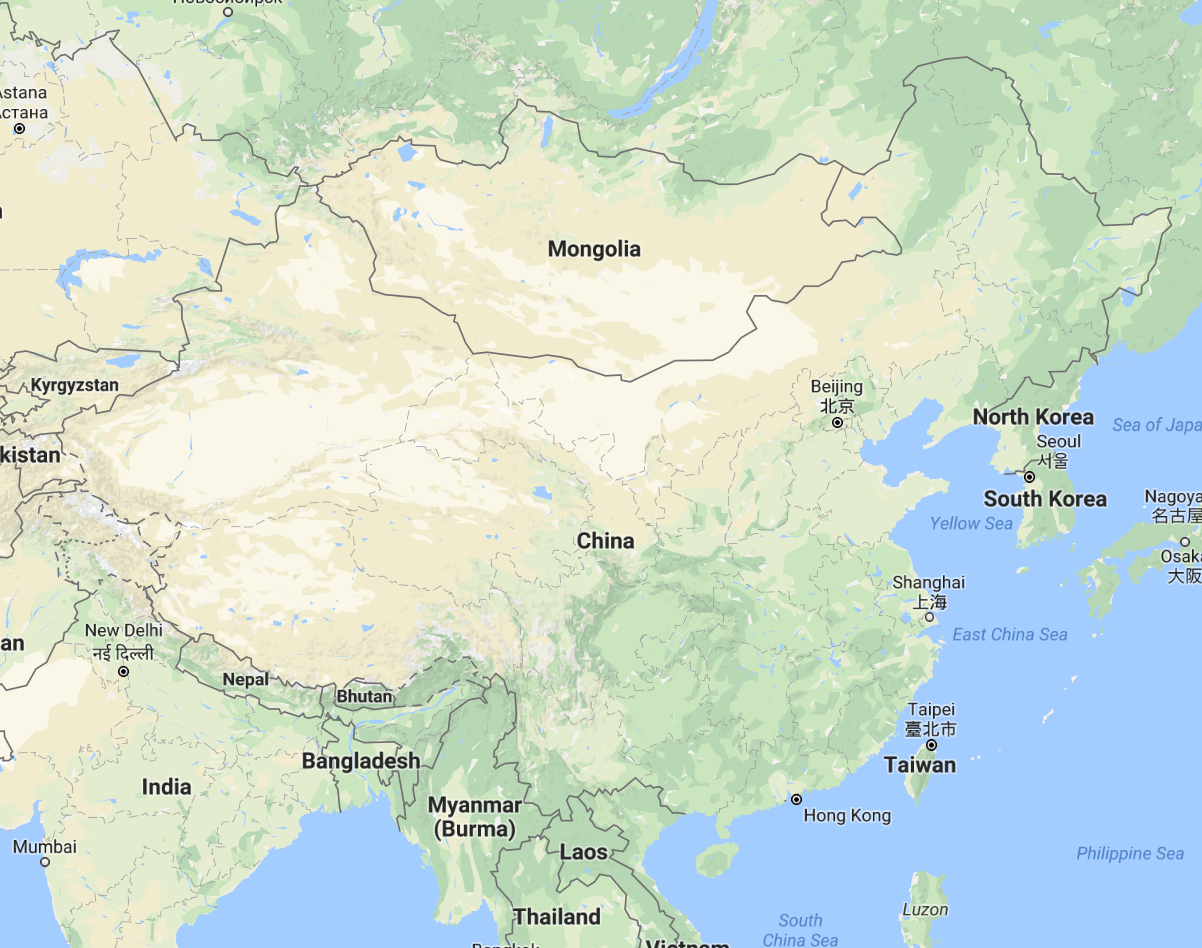 Новосибирск
Astana
Астана
Mongolia
Kyrgyzstan
Beijing
北京
North Korea
Sea of Japa
Seoul
서울
kistan
South Korea
Nagoya
名古屋
Yellow Sea
China
Osaka
大阪
Shanghai
上海
New Delhi
नई दिल्ली
East China Sea
an
Nepal
Bhutan
Taipei
臺北市
Bangladesh
Taiwan
India
Myanmar
(Burma)
Hong Kong
Mumbai
Laos
Philippine Sea
Luzon
Thailand
South
China Sea
Bangkok
Vietnam